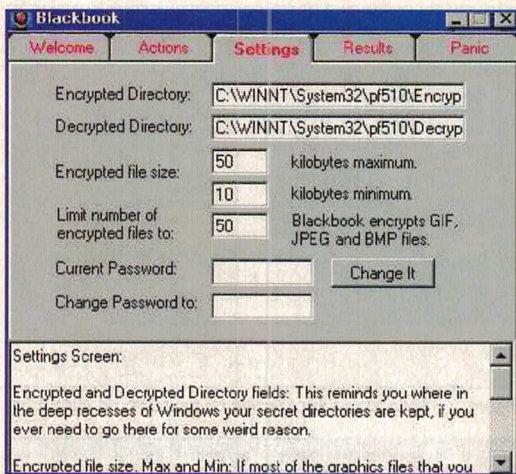 Blackbook
Welcome Actions Settings Results Panic
Encrypted Directory: C:\WINNT\System32\pf510\Encryp
Decrypted Directory: C:\WINNT\System32\pf510\Decryp
Encrypted file size: 50 kilobytes maximum.
10 kilobytes minimum.
Limit number of
encrypted files to: 50 Blackbook encrypts GIF,
JPEG and BMP files.
Current Password: Change It
Change Password to:
Settings Screen:
Encrypted and Decrypted Directory fields: This reminds you where in
the deep recesses of Windows your secret directories are kept, if you
ever need to go there for some weird reason.
Encrypted file size, Max and Min: If most of the graphics files that you